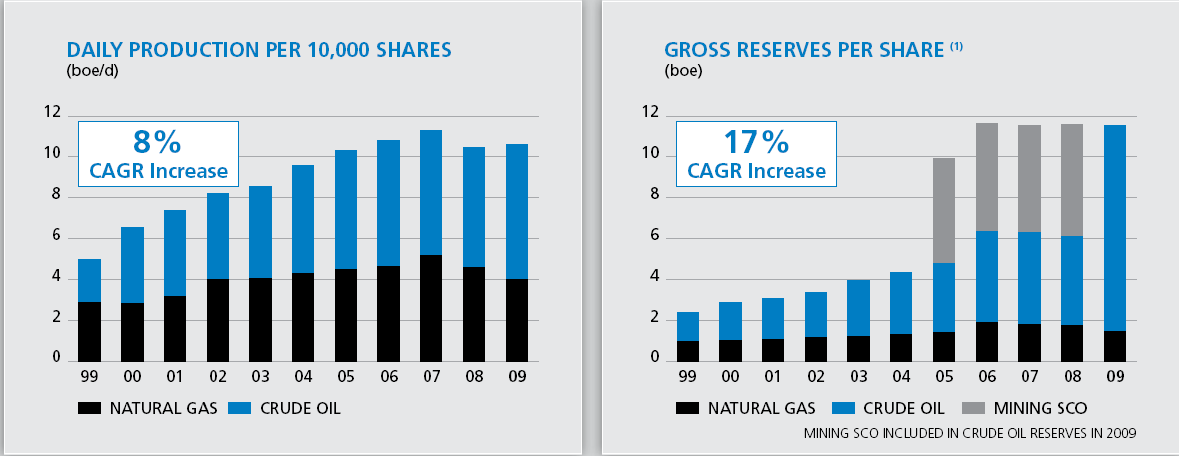 DAILY PRODUCTION PER 10,000 SHARES
(boe/d)
12
10
8
6
4
2
0
8%
CAGR Increase
99 00 01 02 03 04 05 06 07 08 09
NATURAL GAS CRUDE OIL
GROSS RESERVES PER SHARE (1)
(boe)
12
10
8
6
4
2
0
17%
CAGR Increase
99 00 01 02 03 04 05 06 07 08 09
NATURAL GAS CRUDE OIL MINING SCO
MINING SCO INCLUDED IN CRUDE OIL RESERVES IN 2009